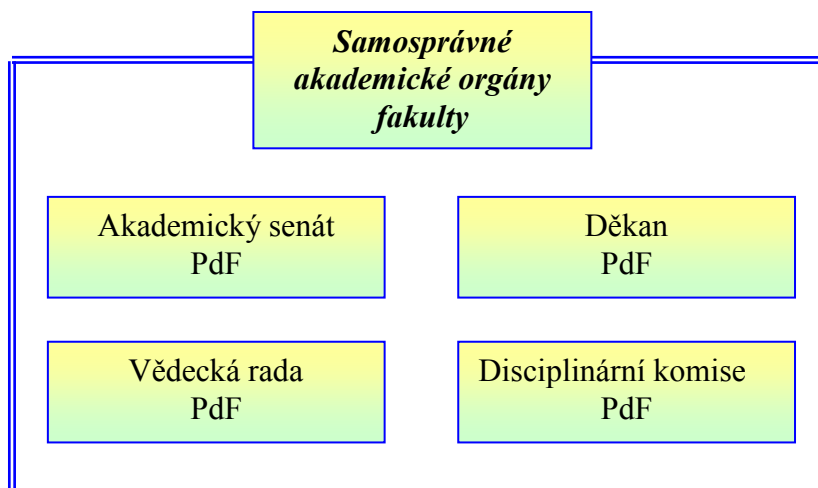 Samosprávné
akademické orgány
fakulty
Akademický senát
PdF
Děkan
PdF
Vědecká rada
PdF
Disciplinární komise
PdF